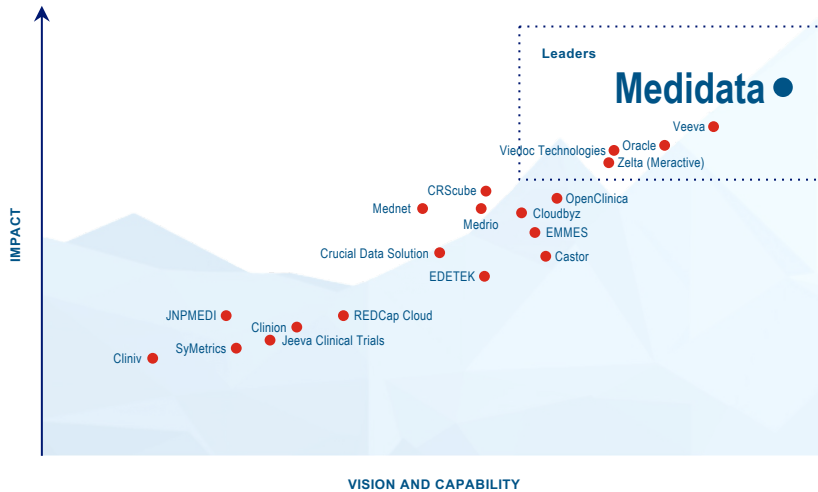 Leaders
Medidata
Veeva
Oracle
Viedoc Technologies
Zelta (Meractive)
CRScube
OpenClinica
Mednet
Medrio
Cloudbyz
EMMES
Crucial Data Solution
Castor
EDETEK
JNPMEDI
REDCap Cloud
Clinion
Jeeva Clinical Trials
SyMetrics
Cliniv
IMPACT
VISION AND CAPABILITY